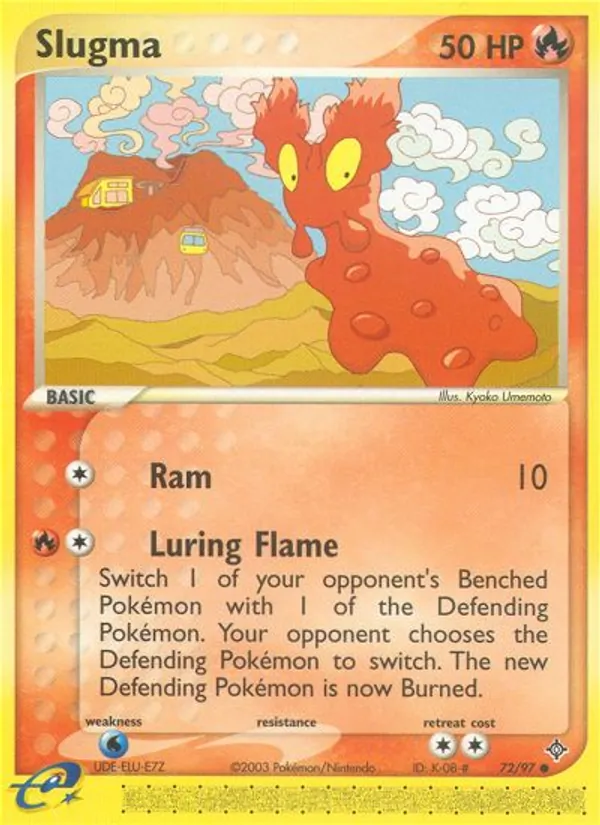 Slugma
50 HP
BASIC
Illus. Kyoko Umemoto
Ram 10
Luring Flame
Switch 1 of your opponent's Benched
Pokémon with 1 of the Defending
Pokémon. Your opponent chooses the
Defending Pokémon to switch. The new
Defending Pokémon is now Burned.
weakness resistance retreat cost
UDE-ELU-E7Z ©2003 Pokémon/Nintendo ID: K-08-# 72/97
e